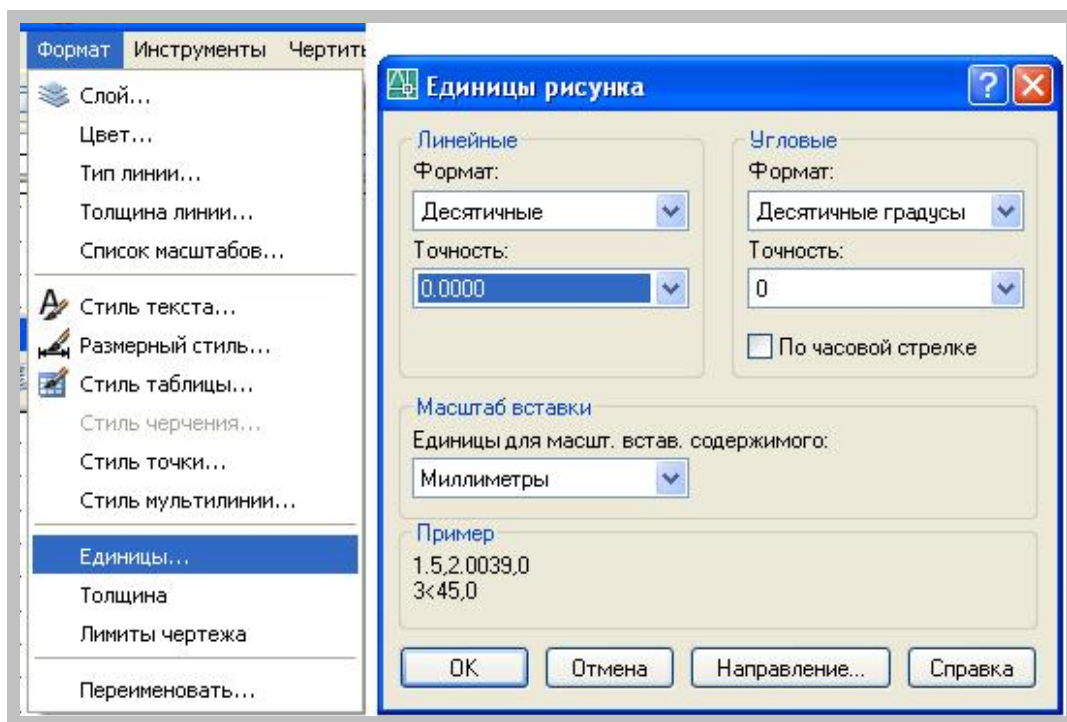 Формат Инструменты Чертить
Слой...
Цвет...
Тип линии...
Толщина линии...
Список масштабов...
Стиль текста...
Размерный стиль...
Стиль таблицы...
Стиль черчения...
Стиль точки...
Стиль мультилинии...
Единицы...
Толщина
Лимиты чертежа
Переименовать...
Единицы рисунка
Линейные
Формат:
Десятичные
Точность:
0.0000
Угловые
Формат:
Десятичные градусы
Точность:
0
По часовой стрелке
Масштаб вставки
Единицы для масшт. встав. содержимого:
Миллиметры
Пример
1.5,2.0039,0
3<45,0
OK Отмена Направление... Справка